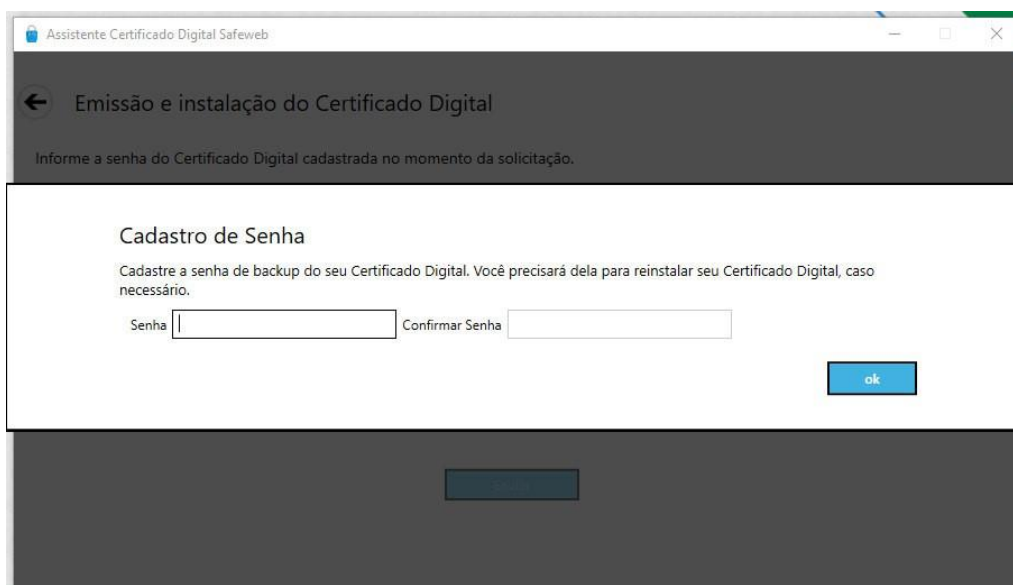 Assistente Certificado Digital Safeweb
Emissão e instalação do Certificado Digital
Informe a senha do Certificado Digital cadastrada no momento da solicitação.
Cadastro de Senha
Cadastre a senha de backup do seu Certificado Digital. Você precisará dela para reinstalar seu Certificado Digital, caso
necessário.
Senha Confirmar Senha
ok